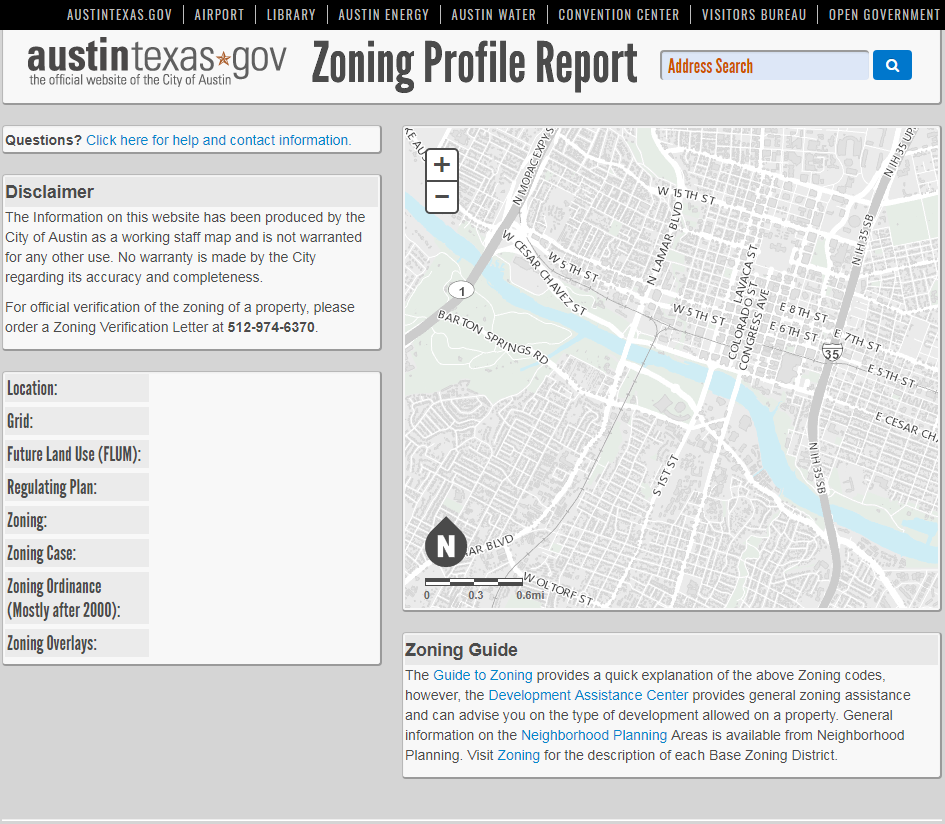 AUSTINTEXAS.GOV AIRPORT LIBRARY AUSTIN ENERGY AUSTIN WATER CONVENTION CENTER VISITORS BUREAU OPEN GOVERNMENT
austintexas gov
the official website of the City of Austin
Zoning Profile Report
Address Search
Questions? Click here for help and contact information.
Disclaimer
The Information on this website has been produced by the
City of Austin as a working staff map and is not warranted
for any other use. No warranty is made by the City
regarding its accuracy and completeness.
For official verification of the zoning of a property, please
order a Zoning Verification Letter at 512-974-6370.
Location:
Grid:
Future Land Use (FLUM):
Regulating Plan:
Zoning:
Zoning Case:
Zoning Ordinance
(Mostly after 2000):
Zoning Overlays:
+
−
KE AUS
N MOPAC EXPY S
N IH 35 UP
W 15TH ST
N LAMAR BLVD
N IH 35 SB
W CESAR CHAVEZ ST
W 5TH ST
LAVACA ST
COLORADO ST
CONGRESS AVE
1
BARTON SPRINGS RD
W 5TH ST
E 8TH ST
E 6TH ST
E 7TH ST
35
E 5TH ST
E CESAR CHA
S 1ST ST
N IH 35 SB
N
AR BLVD
W OLTORF ST
0 0.3 0.6mi
Zoning Guide
The Guide to Zoning provides a quick explanation of the above Zoning codes,
however, the Development Assistance Center provides general zoning assistance
and can advise you on the type of development allowed on a property. General
information on the Neighborhood Planning Areas is available from Neighborhood
Planning. Visit Zoning for the description of each Base Zoning District.